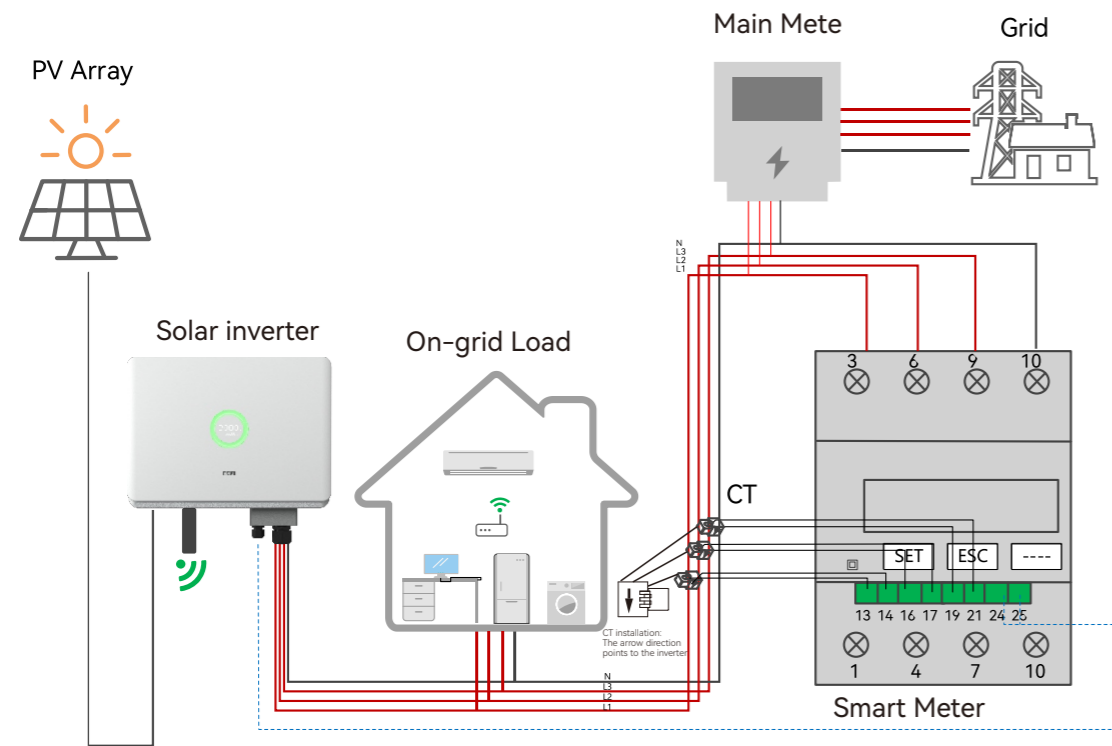 Main Mete
Grid
PV Array
N
L3
L2
L1
Solar inverter
On-grid Load
3 6 9 10
CT
SET ESC ----
13 14 16 17 19 21 24 25
CT installation:
The arrow direction
points to the inverter
1 4 7 10
N
L3
L2
L1
Smart Meter